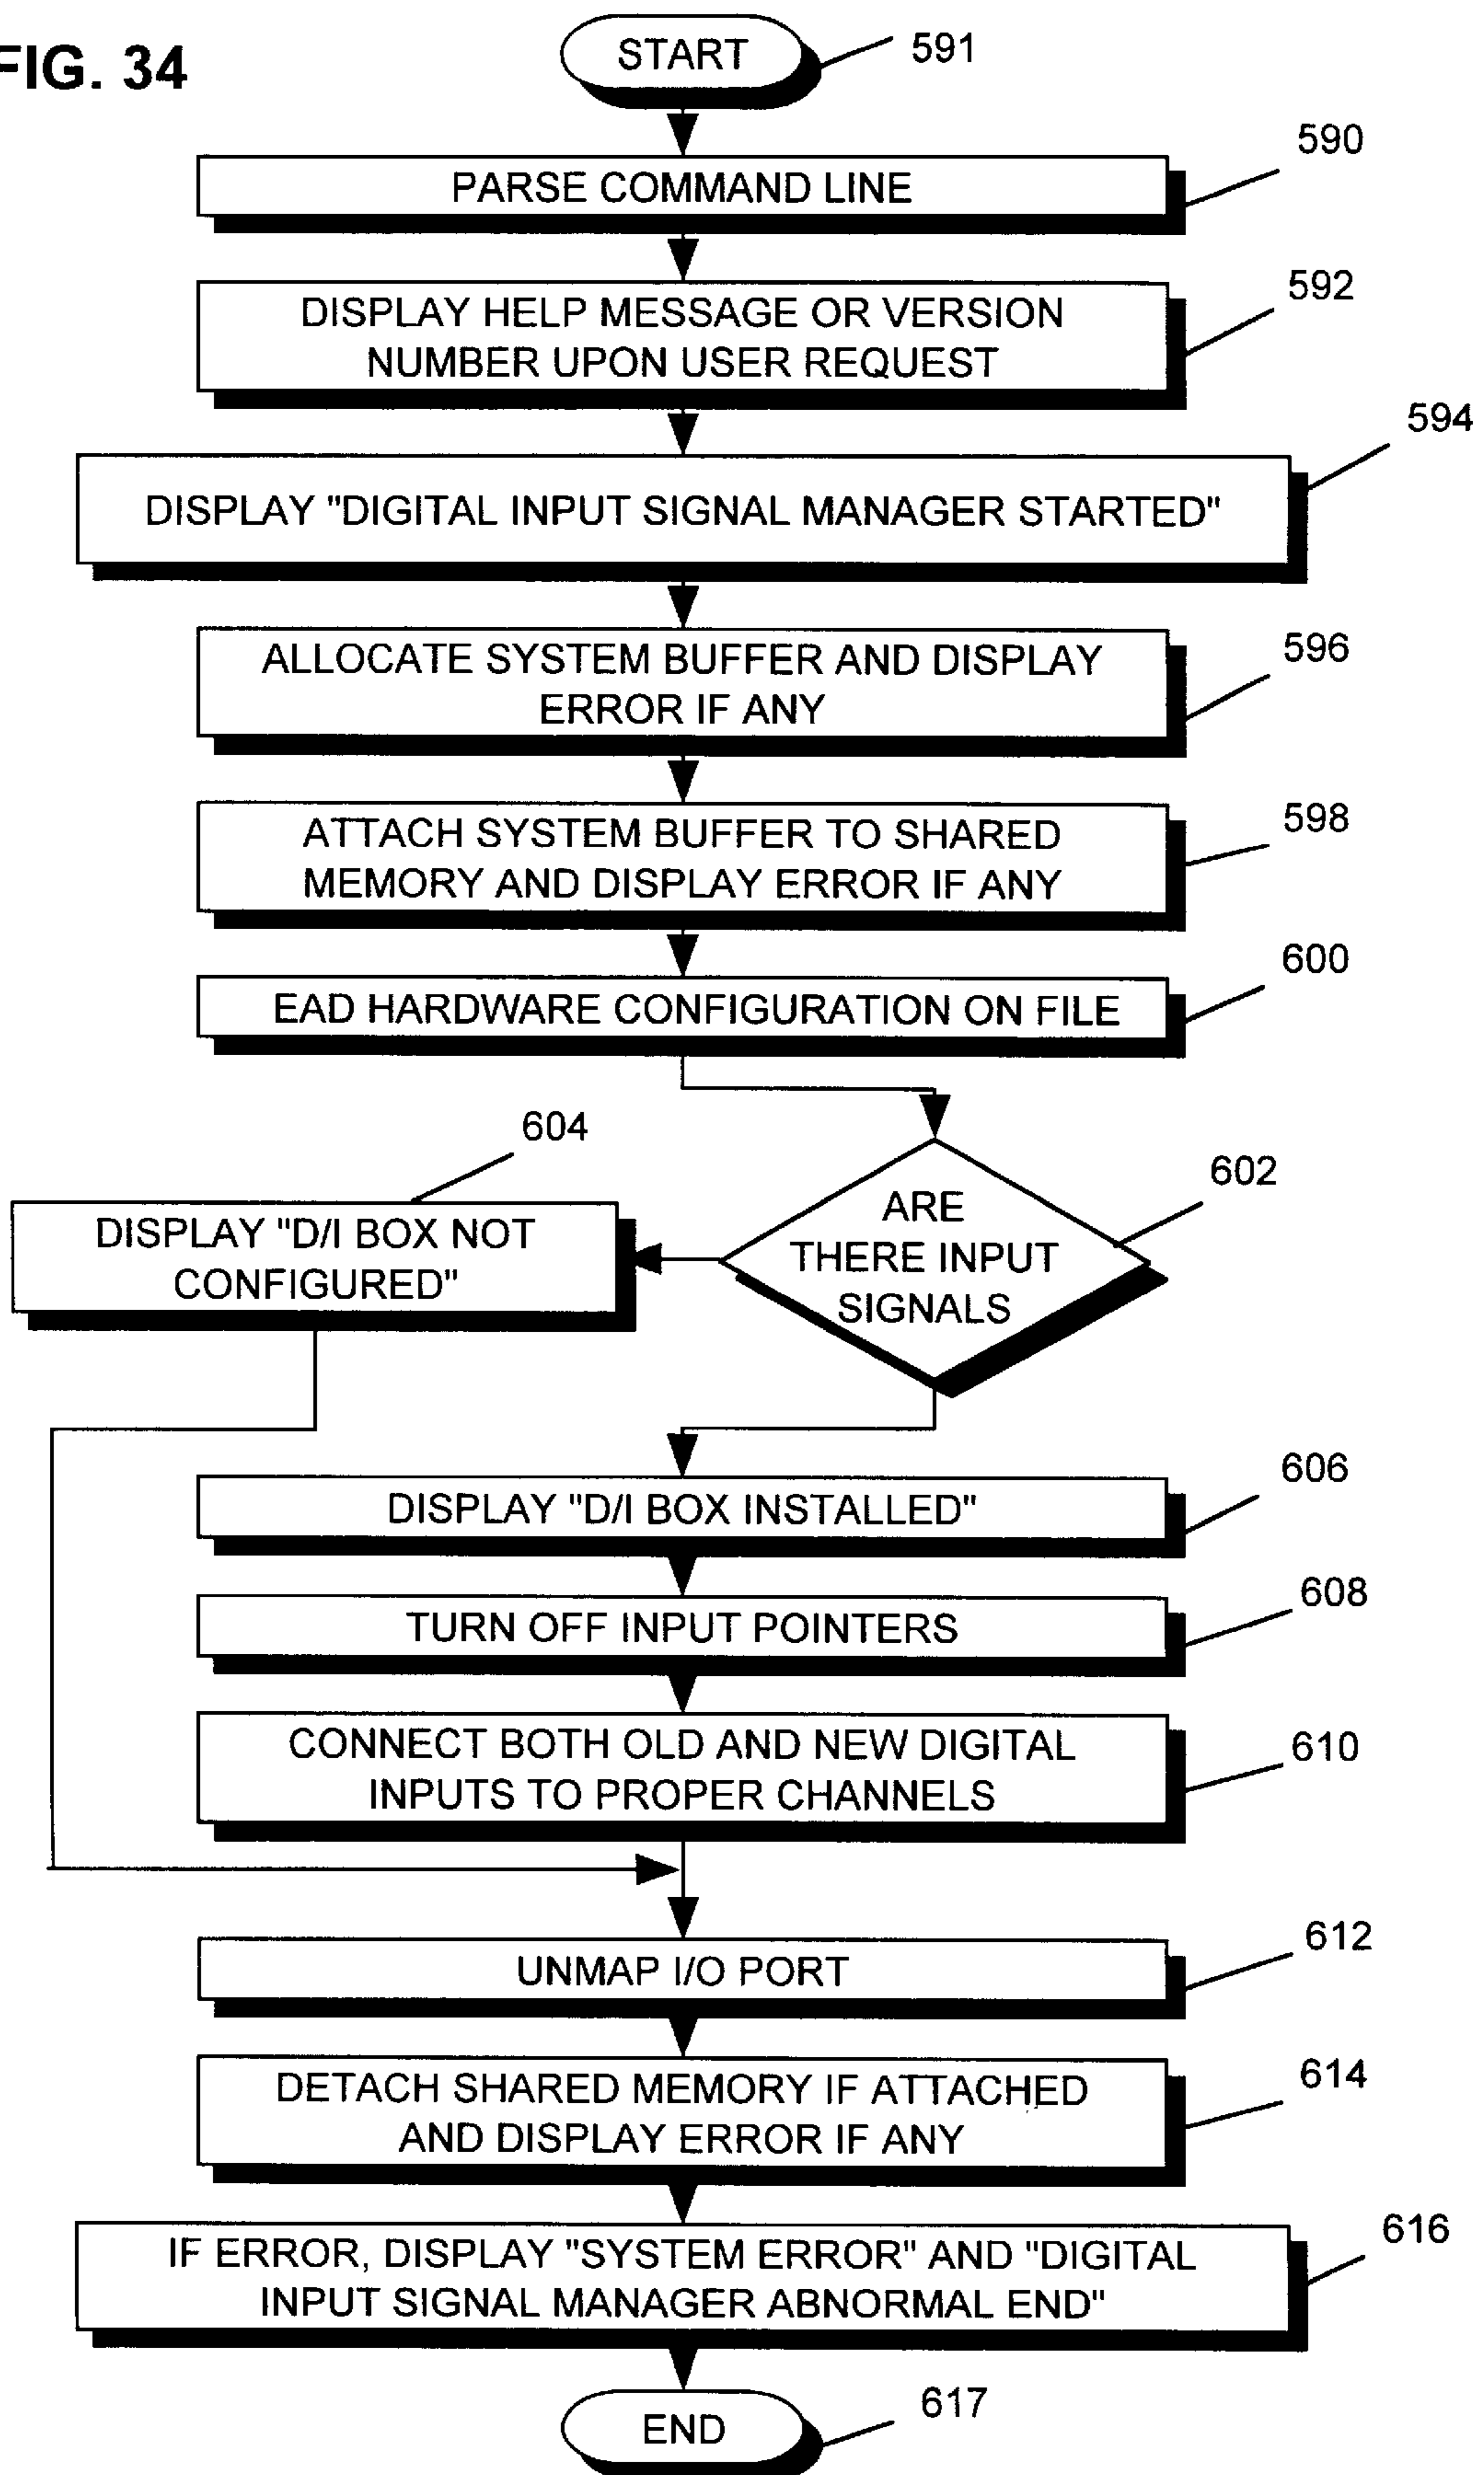 FIG. 34
START
591
590
PARSE COMMAND LINE
592
DISPLAY HELP MESSAGE OR VERSION
NUMBER UPON USER REQUEST
594
DISPLAY "DIGITAL INPUT SIGNAL MANAGER STARTED"
596
ALLOCATE SYSTEM BUFFER AND DISPLAY
ERROR IF ANY
598
ATTACH SYSTEM BUFFER TO SHARED
MEMORY AND DISPLAY ERROR IF ANY
600
EAD HARDWARE CONFIGURATION ON FILE
604
602
ARE
THERE INPUT
SIGNALS
DISPLAY "D/I BOX NOT
CONFIGURED"
606
DISPLAY "D/I BOX INSTALLED"
608
TURN OFF INPUT POINTERS
610
CONNECT BOTH OLD AND NEW DIGITAL
INPUTS TO PROPER CHANNELS
612
UNMAP I/O PORT
614
DETACH SHARED MEMORY IF ATTACHED
AND DISPLAY ERROR IF ANY
616
IF ERROR, DISPLAY "SYSTEM ERROR" AND "DIGITAL
INPUT SIGNAL MANAGER ABNORMAL END"
617
END